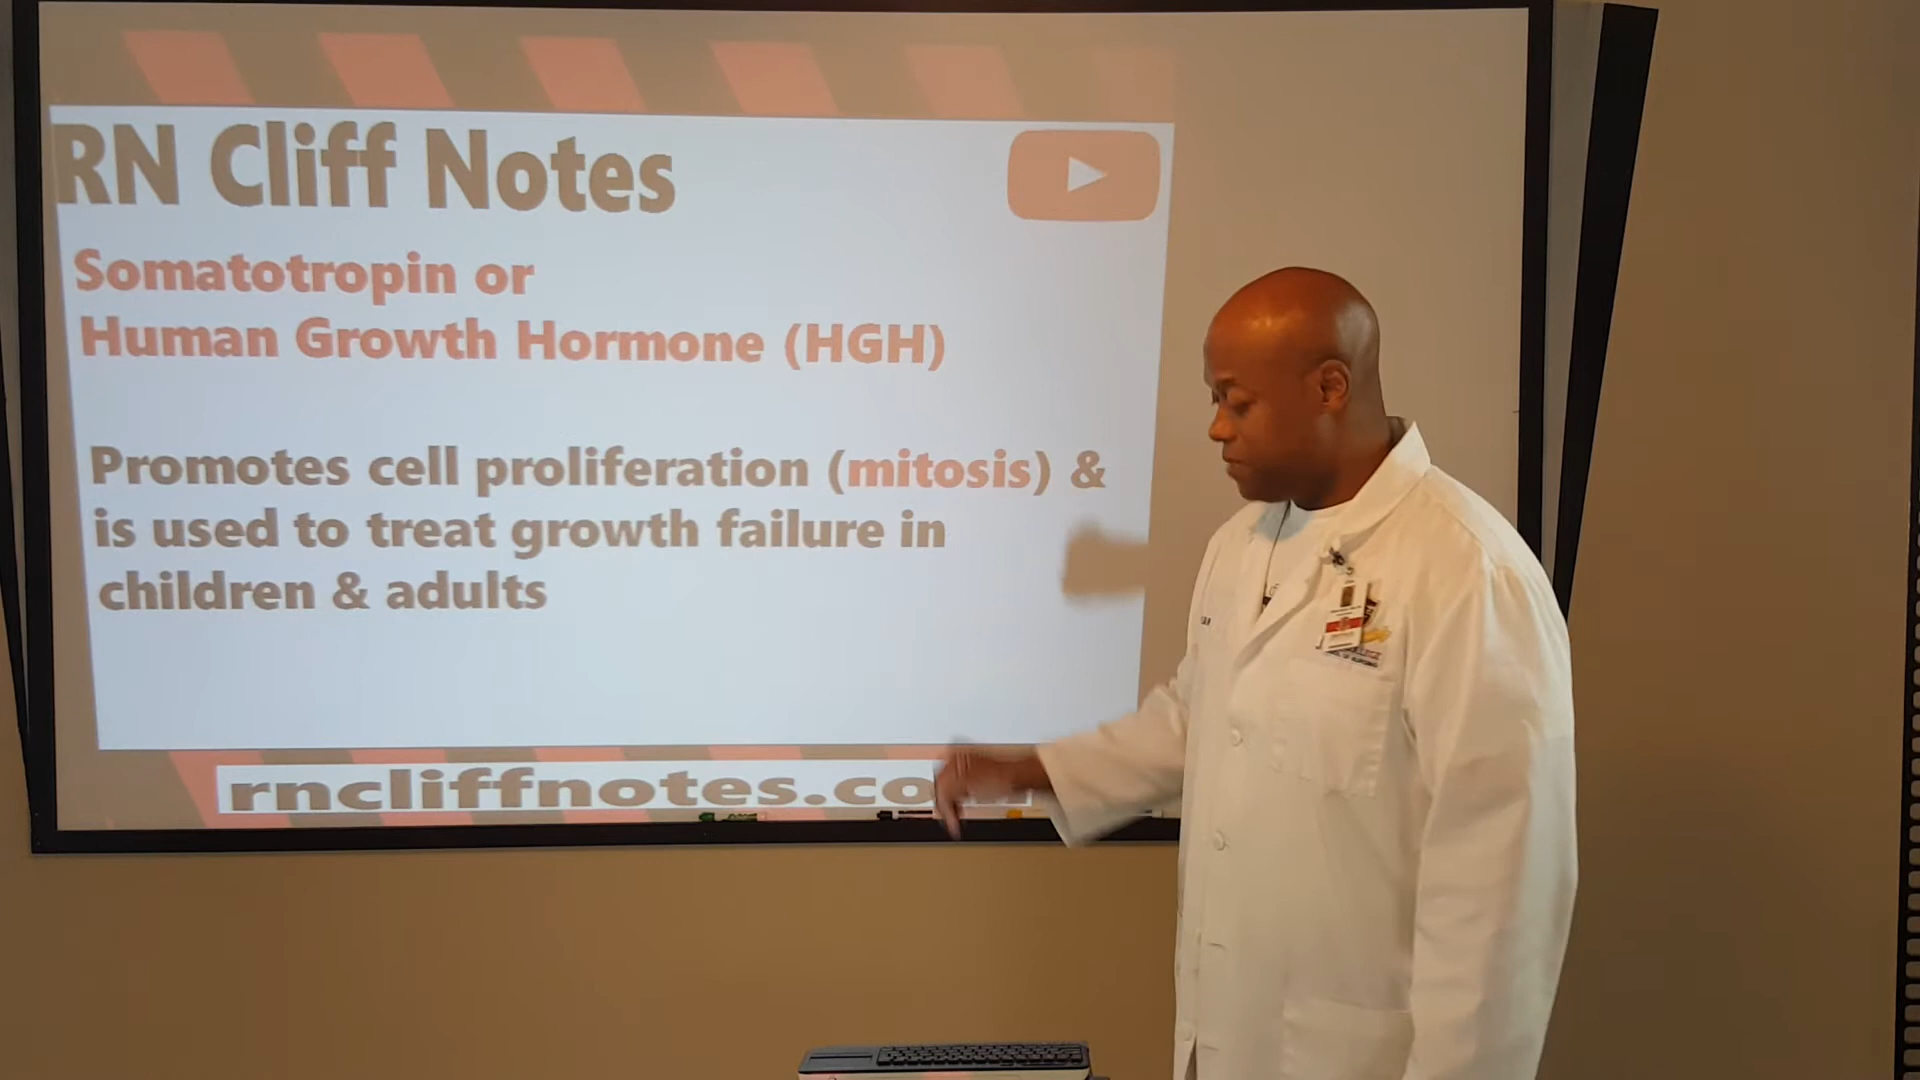 RN Cliff Notes
Somatotropin or
Human Growth Hormone (HGH)
Promotes cell proliferation (mitosis) &
is used to treat growth failure in
children & adults
rncliffnotes.co